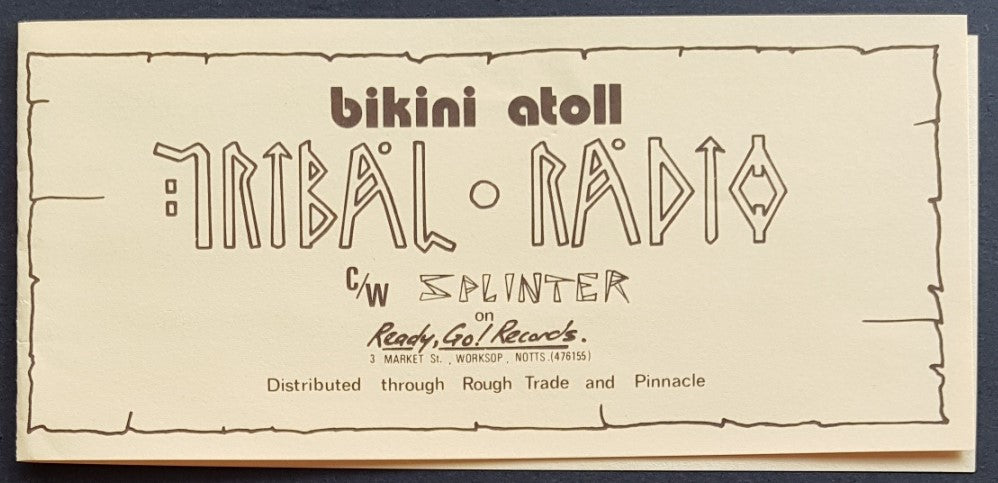 bikini atoll
TRIBAL · RADIO
C/W SPLINTER
on
Ready, Go! Records.
3 MARKET St., WORKSOP, NOTTS.(476155)
Distributed through Rough Trade and Pinnacle